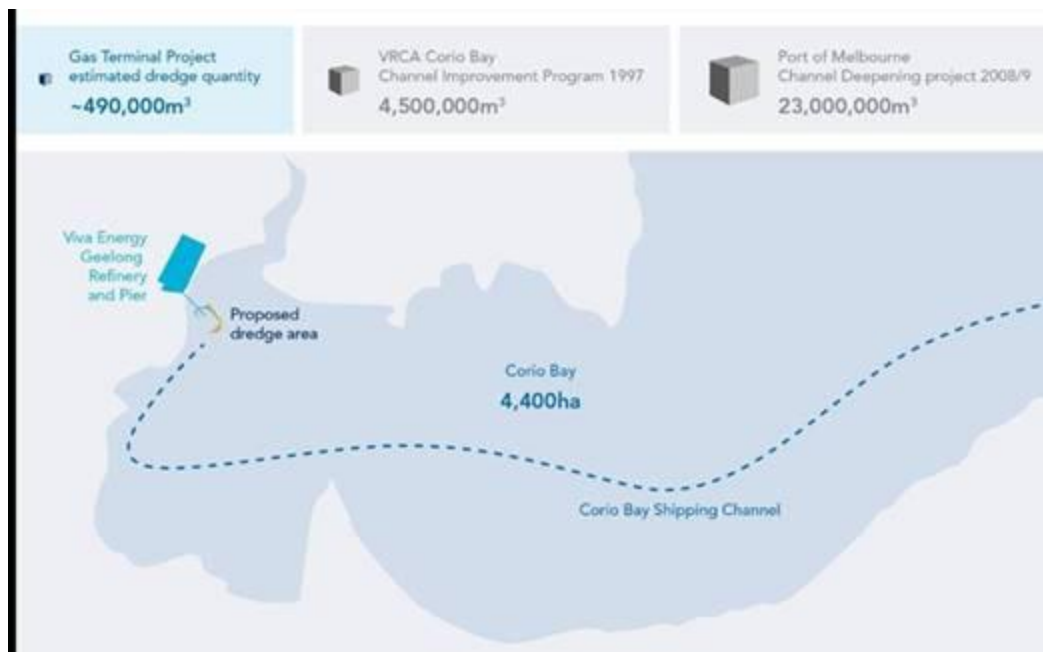 Gas Terminal Project
estimated dredge quantity
~490,000m³
VRCA Corio Bay
Channel Improvement Program 1997
4,500,000m³
Port of Melbourne
Channel Deepening project 2008/9
23,000,000m³
Viva Energy
Geelong
Refinery
and Pier
Proposed
dredge area
Corio Bay
4,400ha
Corio Bay Shipping Channel